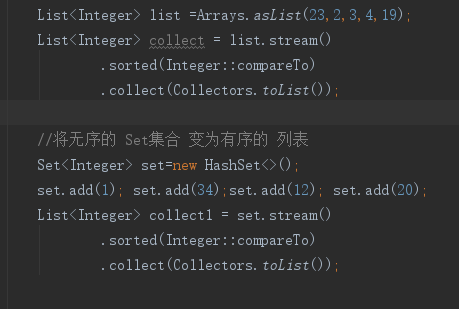 List<Integer> list =Arrays.asList(23,2,3,4,19);
List<Integer> collect = list.stream()
.sorted(Integer::compareTo)
.collect(Collectors.toList());
//将无序的 Set集合 变为有序的 列表
Set<Integer> set=new HashSet<>();
set.add(1); set.add(34);set.add(12); set.add(20);
List<Integer> collect1 = set.stream()
.sorted(Integer::compareTo)
.collect(Collectors.toList());